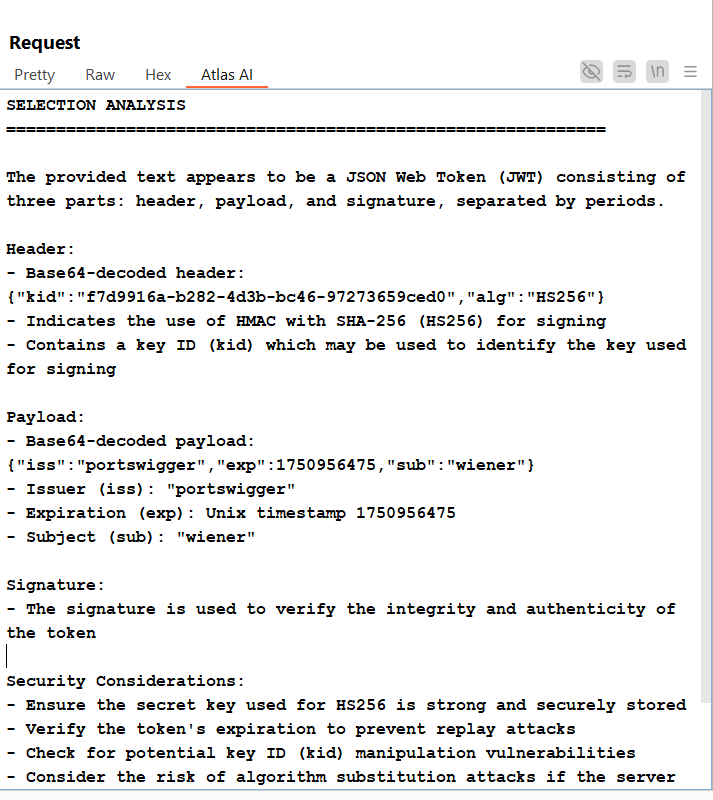 Request
Pretty Raw Hex Atlas AI \n
SELECTION ANALYSIS
============================================================
The provided text appears to be a JSON Web Token (JWT) consisting of
three parts: header, payload, and signature, separated by periods.
Header:
- Base64-decoded header:
{"kid":"f7d9916a-b282-4d3b-bc46-97273659ced0","alg":"HS256"}
- Indicates the use of HMAC with SHA-256 (HS256) for signing
- Contains a key ID (kid) which may be used to identify the key used
for signing
Payload:
- Base64-decoded payload:
{"iss":"portswigger","exp":1750956475,"sub":"wiener"}
- Issuer (iss): "portswigger"
- Expiration (exp): Unix timestamp 1750956475
- Subject (sub): "wiener"
Signature:
- The signature is used to verify the integrity and authenticity of
the token
Security Considerations:
- Ensure the secret key used for HS256 is strong and securely stored
- Verify the token's expiration to prevent replay attacks
- Check for potential key ID (kid) manipulation vulnerabilities
- Consider the risk of algorithm substitution attacks if the server